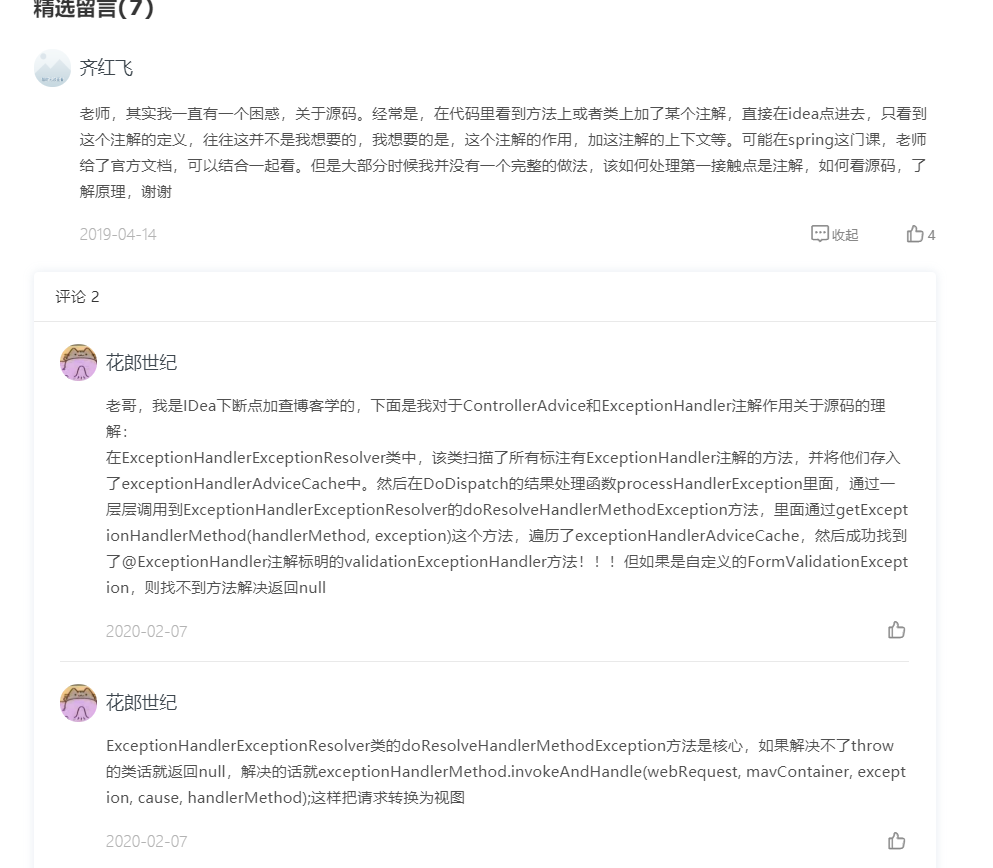 精选留言(7)
齐红飞
老师，其实我一直有一个困惑，关于源码。经常是，在代码里看到方法上或者类上加了某个注解，直接在idea点进去，只看到
这个注解的定义，往往这并不是我想要的，我想要的是，这个注解的作用，加这注解的上下文等。可能在spring这门课，老师
给了官方文档，可以结合一起看。但是大部分时候我并没有一个完整的做法，该如何处理第一接触点是注解，如何看源码，了
解原理，谢谢
2019-04-14
收起
4
评论 2
花郎世纪
老哥，我是IDea下断点加查博客学的，下面是我对于ControllerAdvice和ExceptionHandler注解作用关于源码的理
解：
在ExceptionHandlerExceptionResolver类中，该类扫描了所有标注有ExceptionHandler注解的方法，并将他们存入
了exceptionHandlerAdviceCache中。然后在DoDispatch的结果处理函数processHandlerException里面，通过一
层层调用到ExceptionHandlerExceptionResolver的doResolveHandlerMethodException方法，里面通过getExcept
ionHandlerMethod(handlerMethod, exception)这个方法，遍历了exceptionHandlerAdviceCache，然后成功找到
了@ExceptionHandler注解标明的validationExceptionHandler方法！！！但如果是自定义的FormValidationExcept
ion，则找不到方法解决返回null
2020-02-07
花郎世纪
ExceptionHandlerExceptionResolver类的doResolveHandlerMethodException方法是核心，如果解决不了throw
的类话就返回null，解决的话就exceptionHandlerMethod.invokeAndHandle(webRequest, mavContainer, except
ion, cause, handlerMethod);这样把请求转换为视图
2020-02-07